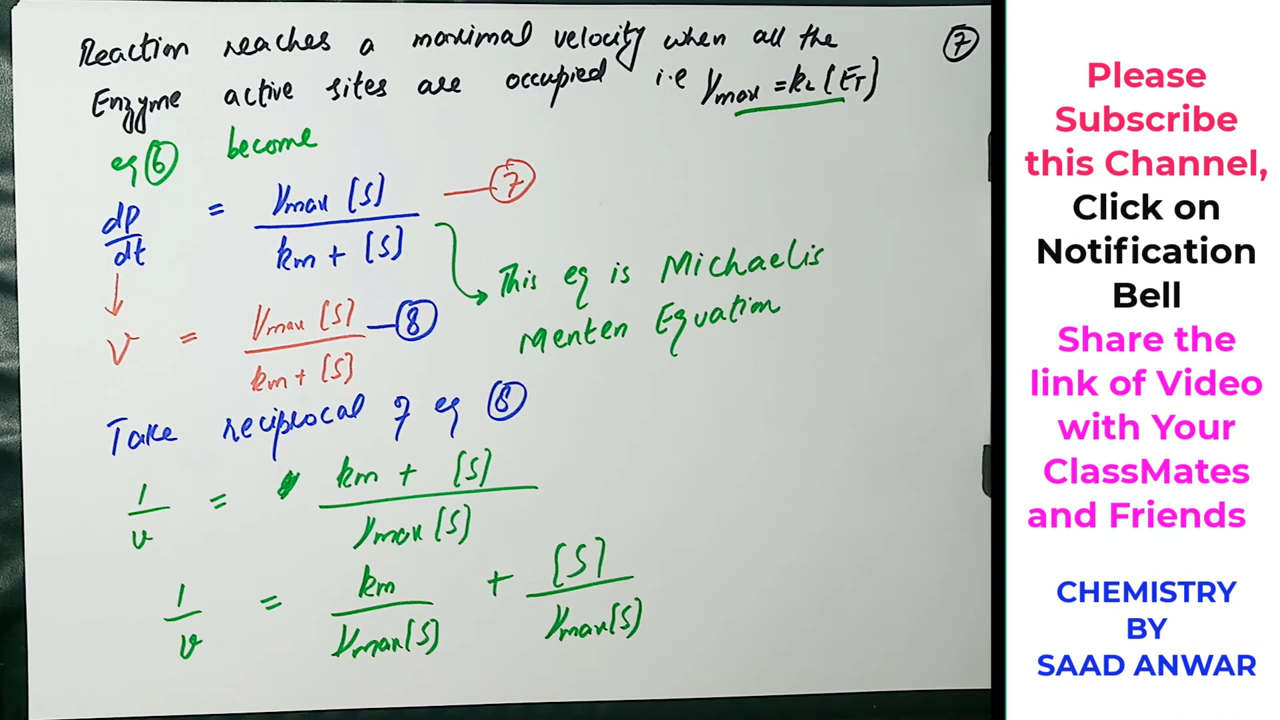 Reaction reaches a maximal velocity when all the
7
Enzyme active sites are occupied i.e Vmax = k2 [ET]
eq 6 become
dP/dt = Vmax [S] / km + [S] — 7
This eq is Michaelis
Menten Equation
v = Vmax [S] / km + [S] — 8
Take reciprocal of eq 8
1/v = km + [S] / Vmax [S]
1/v = km / Vmax[S] + [S] / Vmax[S]
Please
Subscribe
this Channel,
Click on
Notification
Bell
Share the
link of Video
with Your
ClassMates
and Friends
CHEMISTRY
BY
SAAD ANWAR